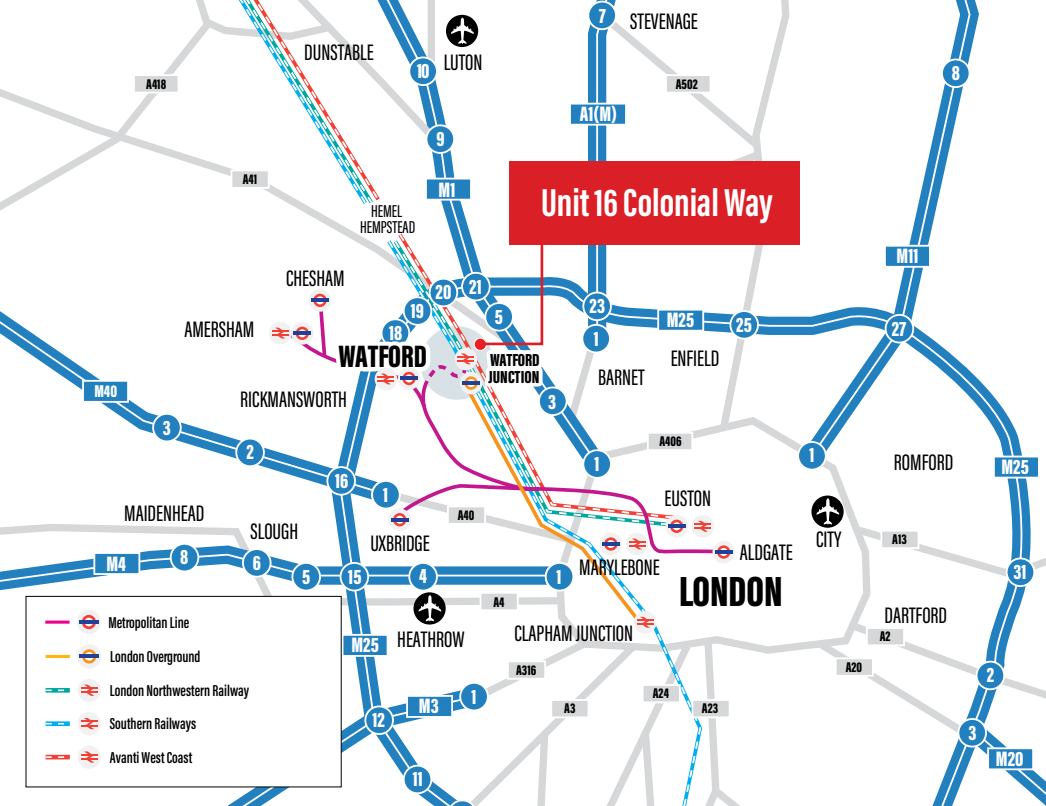 7
STEVENAGE
DUNSTABLE
10
LUTON
8
A418
A502
A1(M)
9
A41
M1
Unit 16 Colonial Way
HEMEL
HEMPSTEAD
M11
CHESHAM
20
21
19
5
23
M25
25
27
AMERSHAM
18
1
WATFORD
WATFORD
JUNCTION
ENFIELD
BARNET
M40
RICKMANSWORTH
3
3
2
A406
1
1
ROMFORD
M25
16
1
MAIDENHEAD
A40
EUSTON
SLOUGH
UXBRIDGE
CITY
A13
M4
8
6
5
15
4
1
MARYLEBONE
ALDGATE
31
LONDON
A4
HEATHROW
CLAPHAM JUNCTION
DARTFORD
A2
M25
A316
A20
2
M3
1
A24
A23
A3
12
3
M20
11
Metropolitan Line
London Overground
London Northwestern Railway
Southern Railways
Avanti West Coast